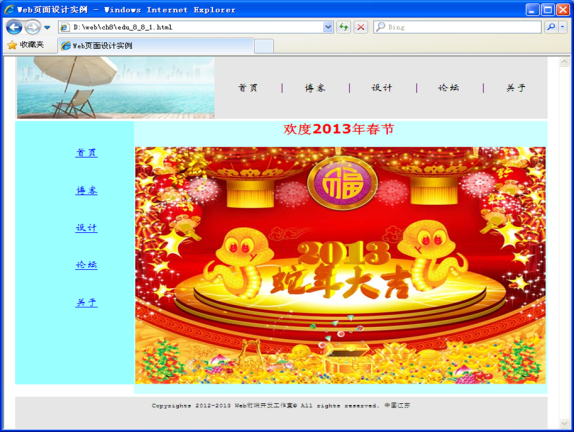 Web页面设计实例 - Windows Internet Explorer
D:\web\ch8\edu_8_8_1.html
Bing
收藏夹
Web页面设计实例
首页 | 博客 | 设计 | 论坛 | 关于
欢度2013年春节
首页
博客
设计
论坛
关于
福
2013
蛇年大吉
Copyrights 2012-2013 Web前端开发工作室@ All rights reserved. 中国江苏